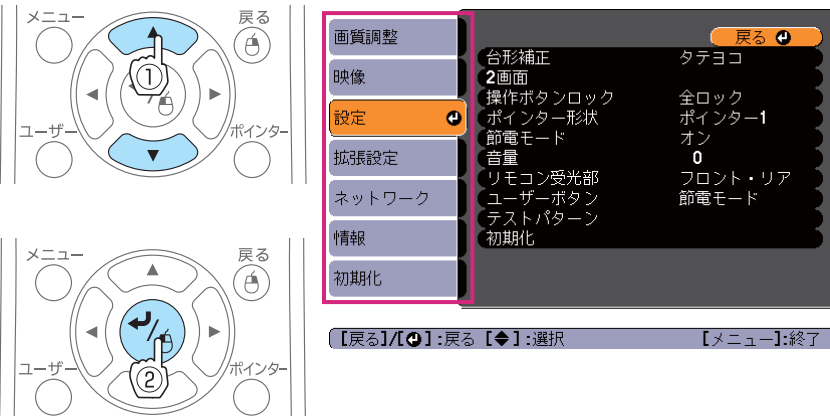 メニュー
戻る
①
ユーザー
ポインター
メニュー
戻る
ユーザー
ポインター
②
画質調整
映像
設定
拡張設定
ネットワーク
情報
初期化
戻る
台形補正 タテヨコ
2画面
操作ボタンロック 全ロック
ポインター形状 ポインター1
節電モード オン
音量 0
リモコン受光部 フロント・リア
ユーザーボタン 節電モード
テストパターン
初期化
[戻る]/[⏎]:戻る [◆]:選択 [メニュー]:終了